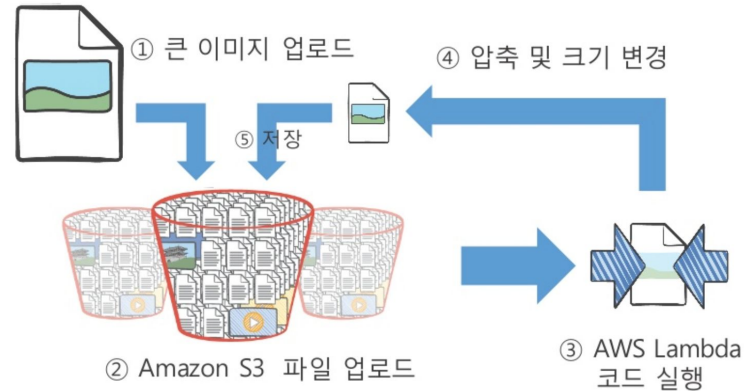 ① 큰 이미지 업로드
④ 압축 및 크기 변경
⑤ 저장
② Amazon S3 파일 업로드
③ AWS Lambda
코드 실행